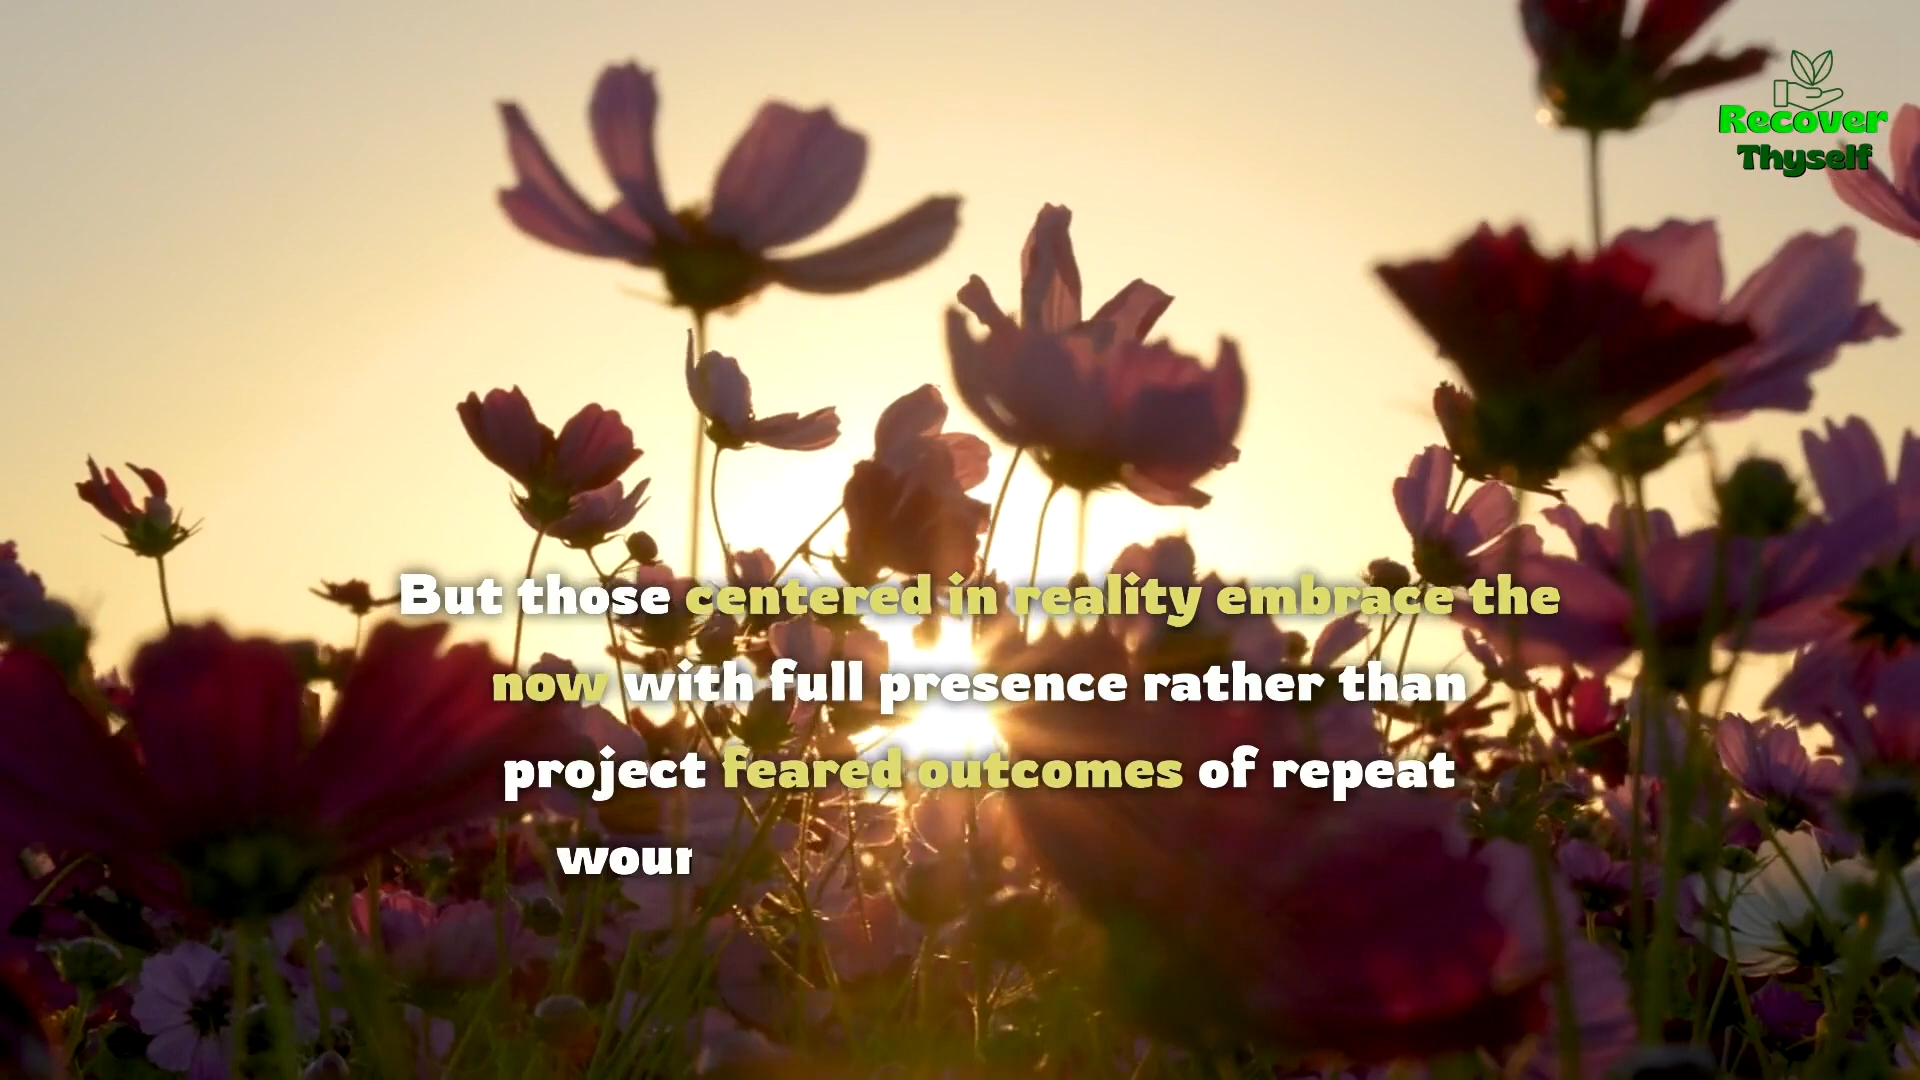 Recover
Thyself
But those centered in reality embrace the
now with full presence rather than
project feared outcomes of repeat